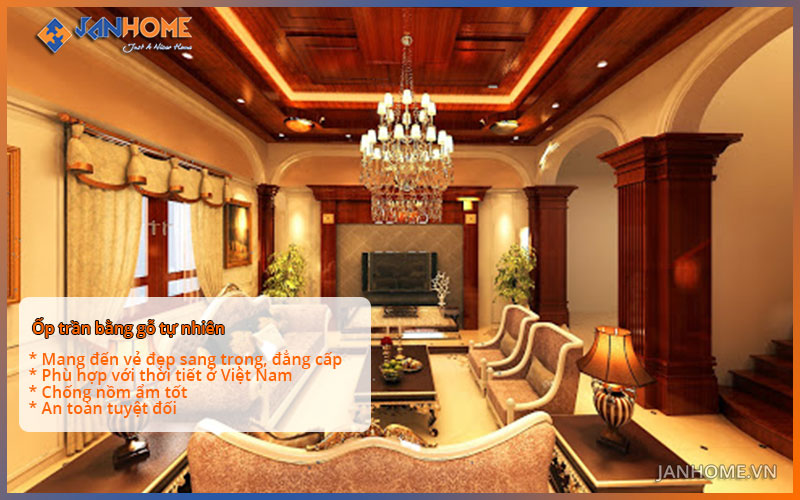 JANHOME
Just A Nicer Home
Ốp trần bằng gỗ tự nhiên
* Mang đến vẻ đẹp sang trọng, đẳng cấp
* Phù hợp với thời tiết ở Việt Nam
* Chống nồm ẩm tốt
* An toàn tuyệt đối
JANHOME.VN